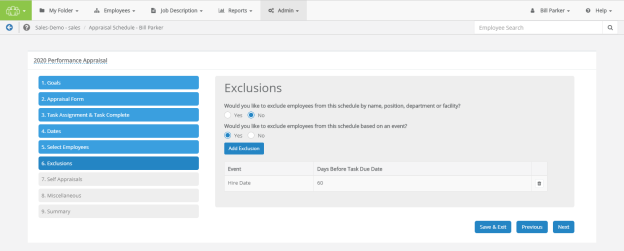 My Folder
Employees
Job Description
Reports
Admin
Bill Parker
Help
Sales-Demo - sales
Appraisal Schedule - Bill Parker
Employee Search
2020 Performance Appraisal
1. Goals
2. Appraisal Form
3. Task Assignment & Task Complete
4. Dates
5. Select Employees
6. Exclusions
7. Self Appraisals
8. Miscellaneous
9. Summary
Exclusions
Would you like to exclude employees from this schedule by name, position, department or facility?
Yes No
Would you like to exclude employees from this schedule based on an event?
Yes No
Add Exclusion
Event Days Before Task Due Date
Hire Date 60
Save & Exit Previous Next